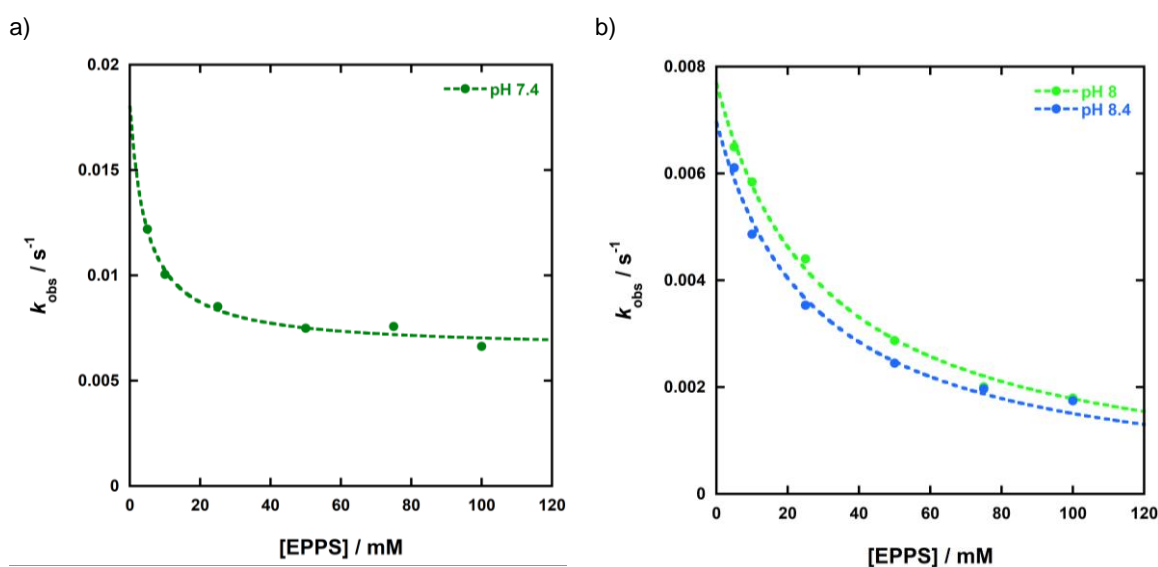 a)
0.02
0.015
0.01
0.005
0
k_obs / s^-1
0 20 40 60 80 100 120
[EPPS] / mM
pH 7.4
b)
0.008
0.006
0.004
0.002
0
k_obs / s^-1
0 20 40 60 80 100 120
[EPPS] / mM
pH 8
pH 8.4